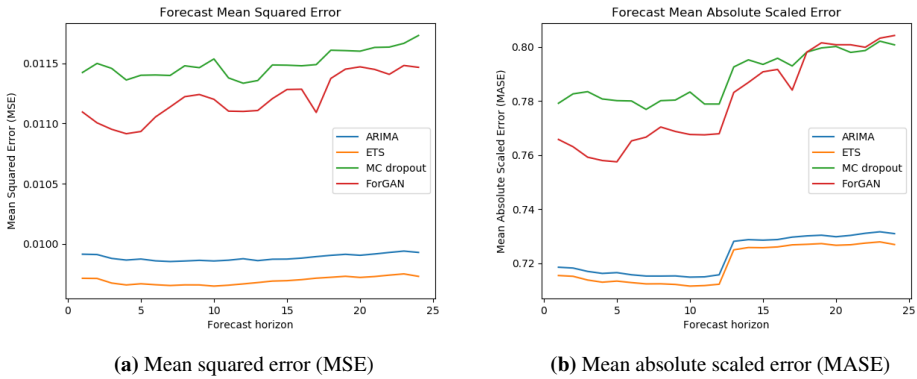 Forecast Mean Squared Error
Mean Squared Error (MSE)
0.0115
0.0110
0.0105
0.0100
ARIMA
ETS
MC dropout
ForGAN
0 5 10 15 20 25
Forecast horizon
(a) Mean squared error (MSE)
Forecast Mean Absolute Scaled Error
Mean Absolute Scaled Error (MASE)
0.80
0.78
0.76
0.74
0.72
ARIMA
ETS
MC dropout
ForGAN
0 5 10 15 20 25
Forecast horizon
(b) Mean absolute scaled error (MASE)